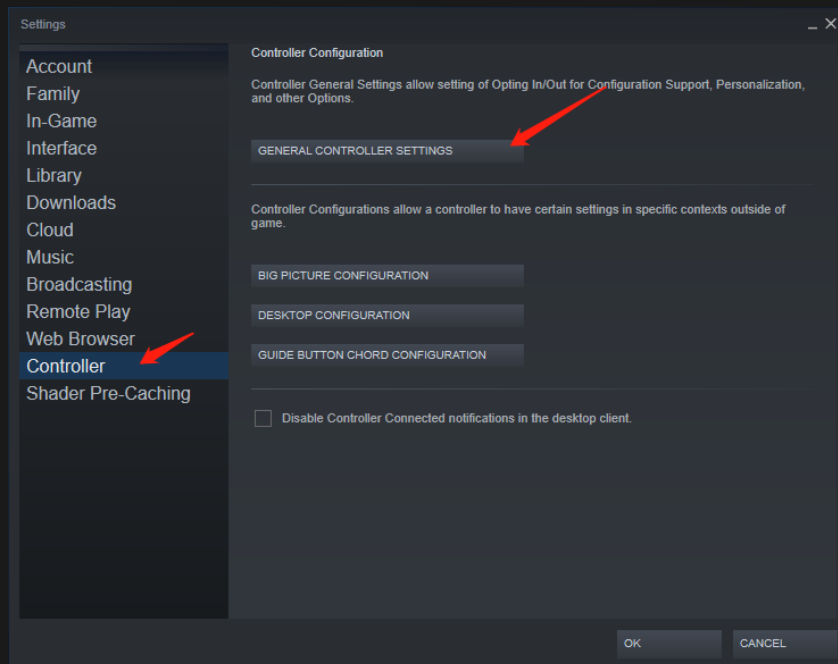 Settings
Account
Family
In-Game
Interface
Library
Downloads
Cloud
Music
Broadcasting
Remote Play
Web Browser
Controller
Shader Pre-Caching
Controller Configuration
Controller General Settings allow setting of Opting In/Out for Configuration Support, Personalization,
and other Options.
GENERAL CONTROLLER SETTINGS
Controller Configurations allow a controller to have certain settings in specific contexts outside of
game.
BIG PICTURE CONFIGURATION
DESKTOP CONFIGURATION
GUIDE BUTTON CHORD CONFIGURATION
Disable Controller Connected notifications in the desktop client.
OK
CANCEL